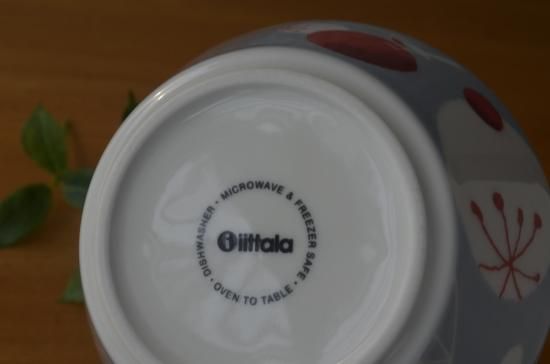 DISHWASHER • MICROWAVE & FREEZER SAFE • OVEN TO TABLE •
iittala